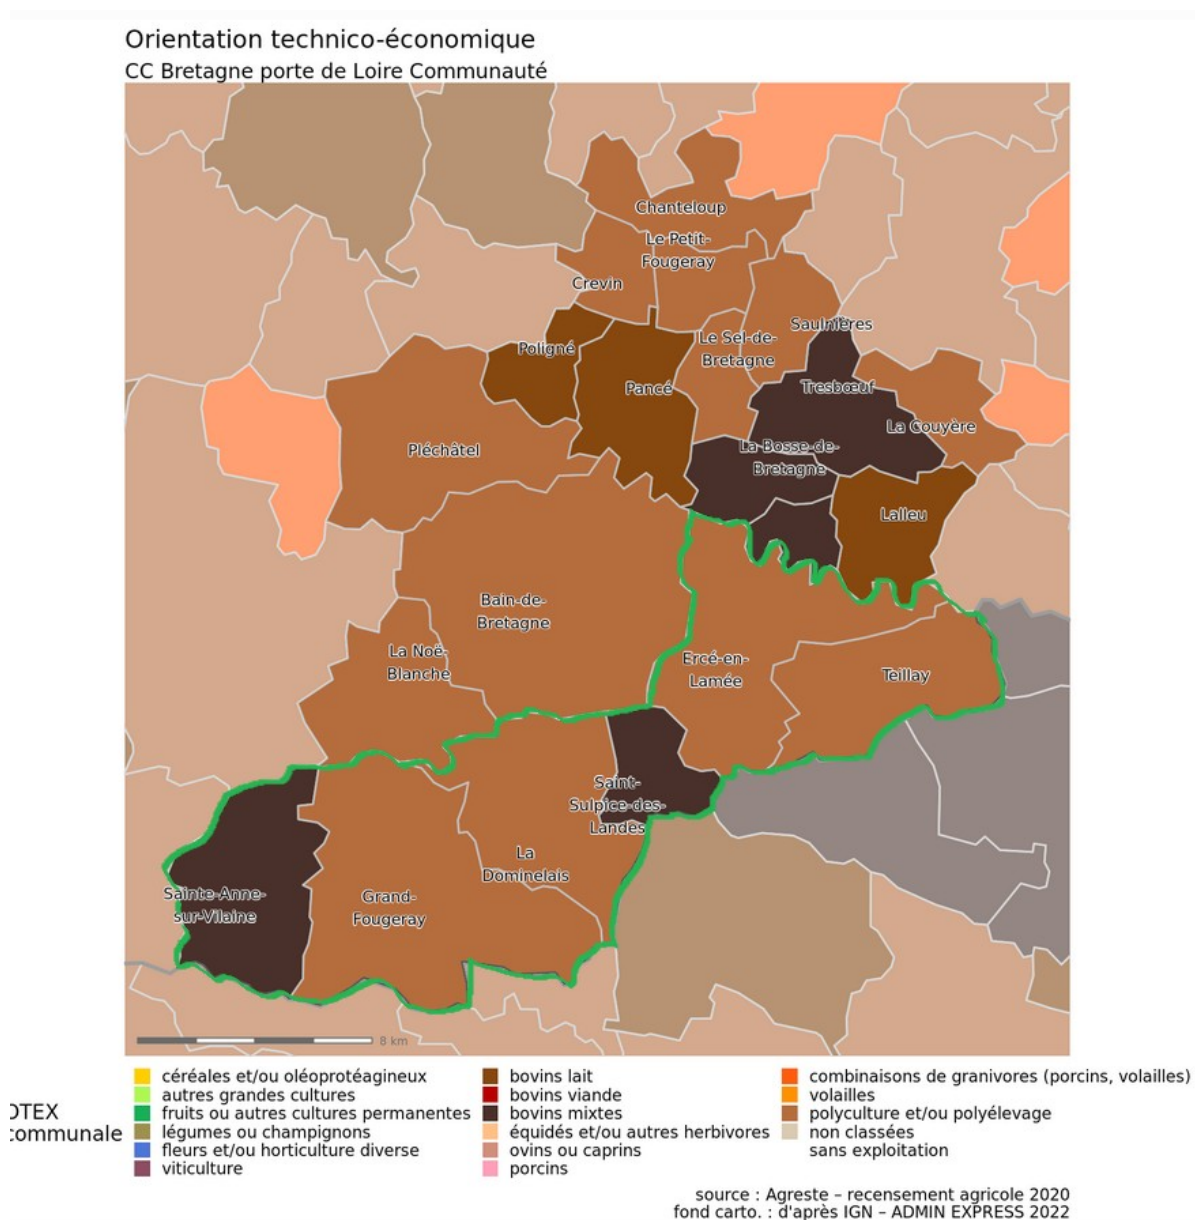 Orientation technico-économique
CC Bretagne porte de Loire Communauté
Chanteloup
Le Petit-
Fougeray
Crevin
Saulnières
Poligné
Le Sel-de-
Bretagne
Pancé
Tresbœuf
La Couyère
Pléchâtel
La Bosse-de-
Bretagne
Lalleu
Bain-de-
Bretagne
La Noë-
Blanche
Ercé-en-
Lamée
Teillay
Saint-
Sulpice-des-
Landes
La
Dominelais
Sainte-Anne-
sur-Vilaine
Grand-
Fougeray
8 km
OTEX
communale
céréales et/ou oléoprotéagineux
autres grandes cultures
fruits ou autres cultures permanentes
légumes ou champignons
fleurs et/ou horticulture diverse
viticulture
bovins lait
bovins viande
bovins mixtes
équidés et/ou autres herbivores
ovins ou caprins
porcins
combinaisons de granivores (porcins, volailles)
volailles
polyculture et/ou polyélevage
non classées
sans exploitation
source : Agreste – recensement agricole 2020
fond carto. : d'après IGN – ADMIN EXPRESS 2022